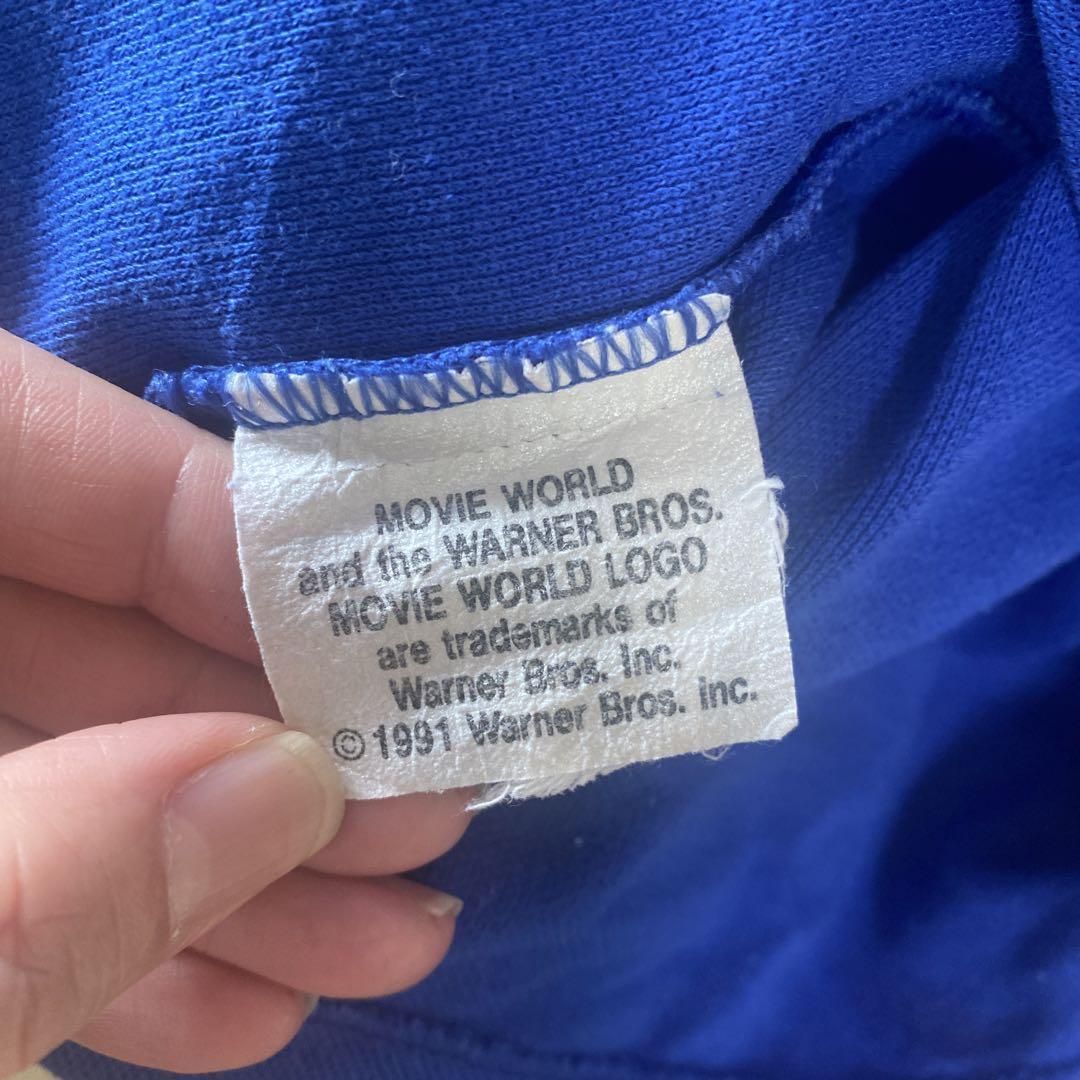 MOVIE WORLD
and the WARNER BROS.
MOVIE WORLD LOGO
are trademarks of
Warner Bros. Inc.
© 1991 Warner Bros. Inc.